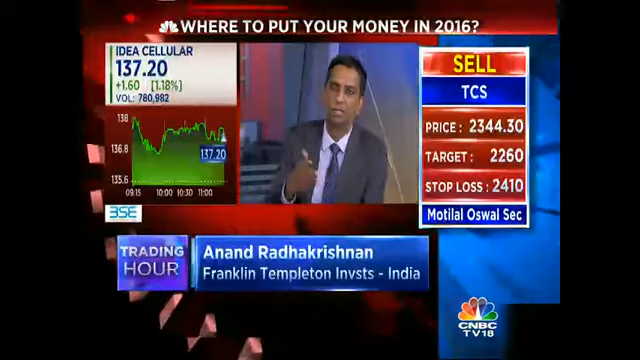 WHERE TO PUT YOUR MONEY IN 2016?
IDEA CELLULAR
137.20
+1.60 [1.18%]
VOL: 780,982
138
136.8
135.6
137.20
09:15 10:00 10:30 11:00
BSE
SELL
TCS
PRICE: 2344.30
TARGET: 2260
STOP LOSS: 2410
Motilal Oswal Sec
TRADING
HOUR
Anand Radhakrishnan
Franklin Templeton Invsts - India
CNBC
TV18